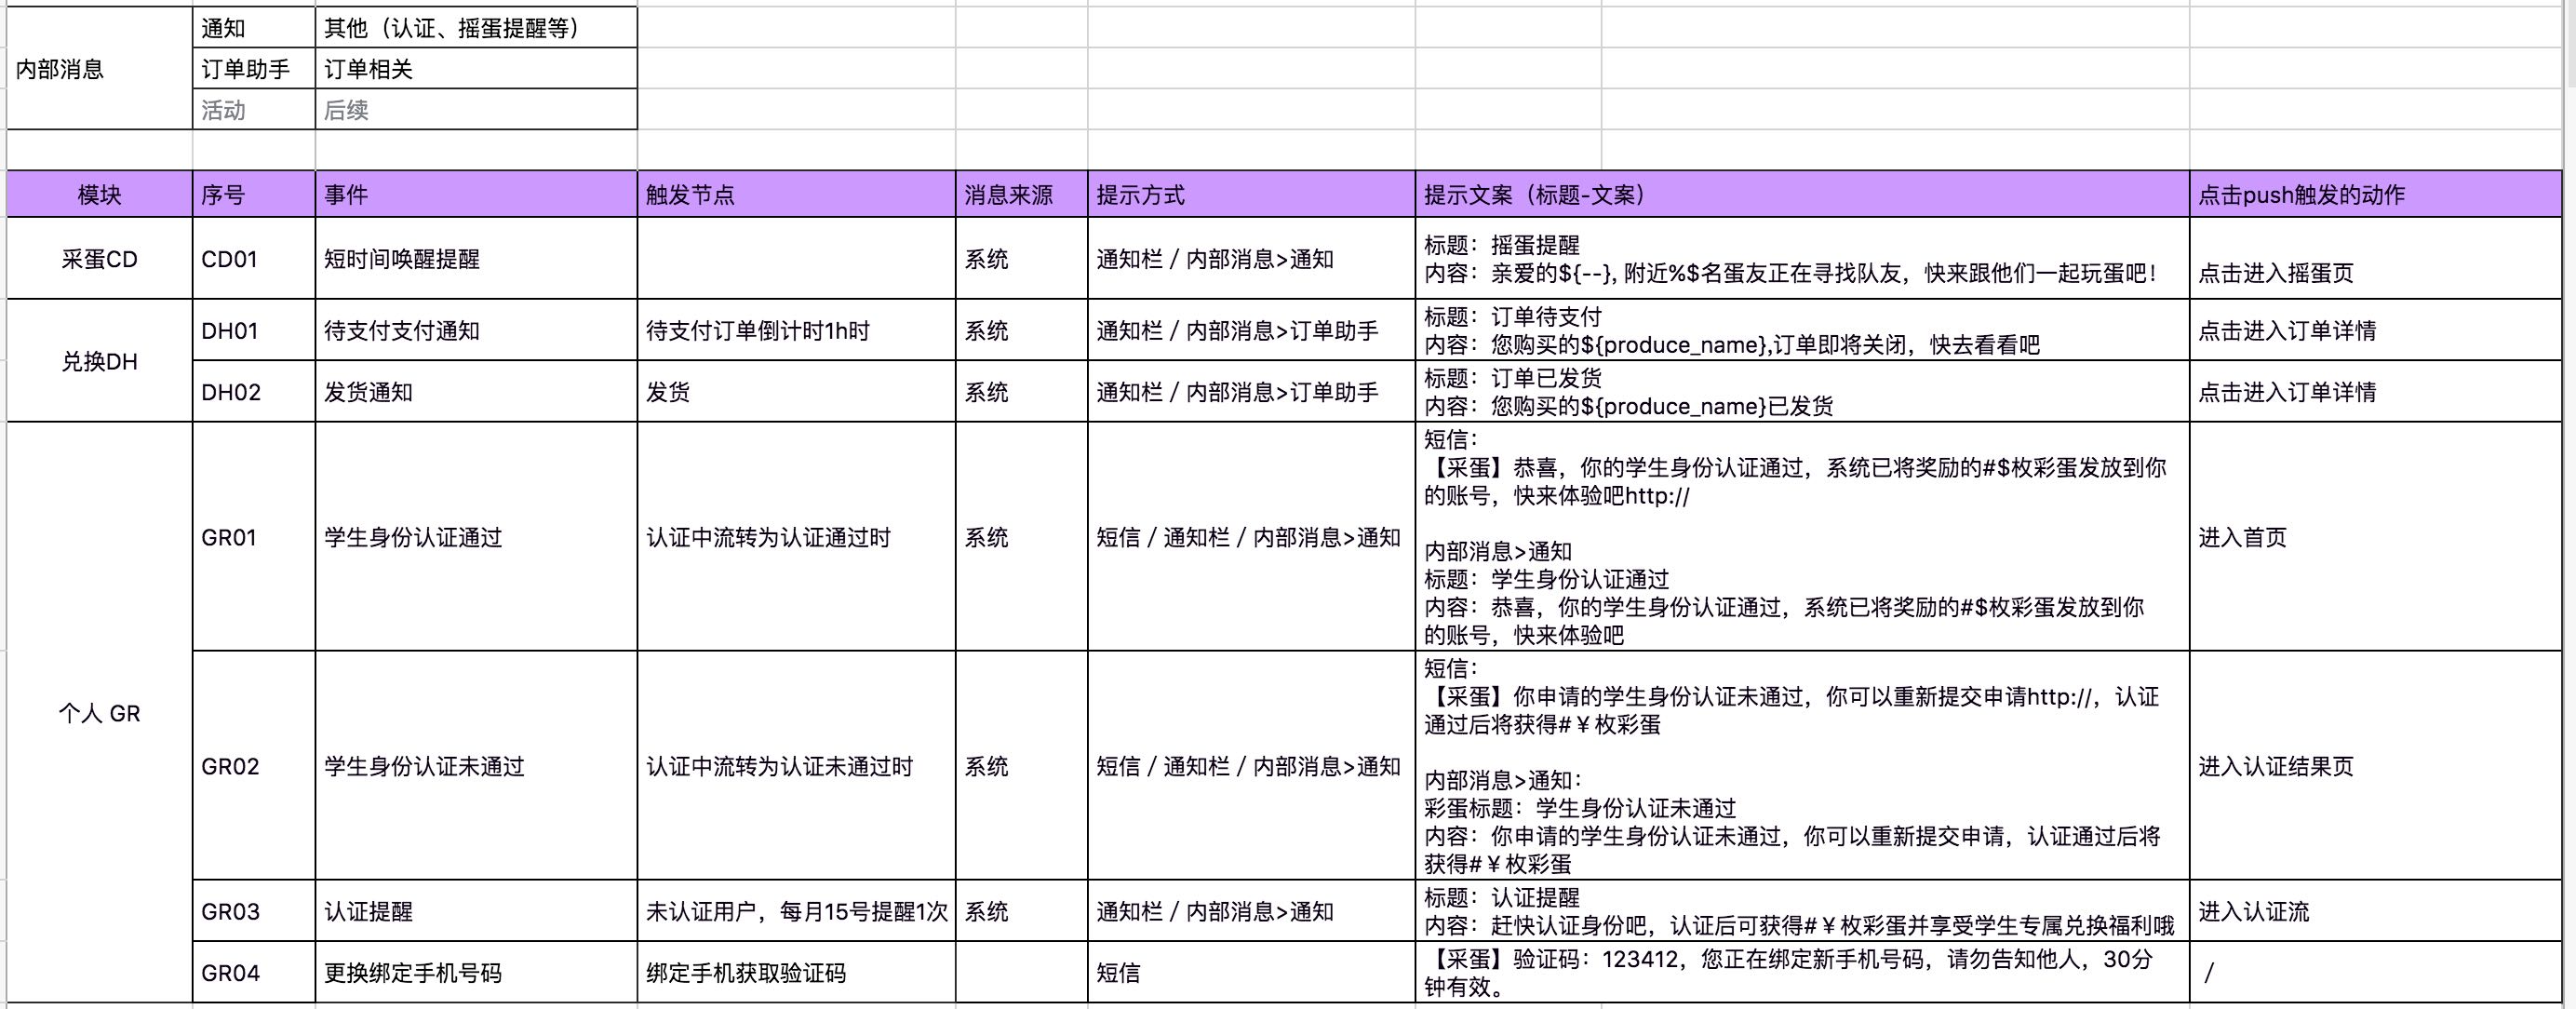 内部消息
通知
其他（认证、摇蛋提醒等）
订单助手
订单相关
活动
后续
模块
序号
事件
触发节点
消息来源
提示方式
提示文案（标题-文案）
点击push触发的动作
采蛋CD
CD01
短时间唤醒提醒
系统
通知栏 / 内部消息>通知
标题：摇蛋提醒
内容：亲爱的${--}, 附近%$名蛋友正在寻找队友，快来跟他们一起玩蛋吧！
点击进入摇蛋页
兑换DH
DH01
待支付支付通知
待支付订单倒计时1h时
系统
通知栏 / 内部消息>订单助手
标题：订单待支付
内容：您购买的${produce_name},订单即将关闭，快去看看吧
点击进入订单详情
DH02
发货通知
发货
系统
通知栏 / 内部消息>订单助手
标题：订单已发货
内容：您购买的${produce_name}已发货
点击进入订单详情
个人 GR
GR01
学生身份认证通过
认证中流转为认证通过时
系统
短信 / 通知栏 / 内部消息>通知
短信：
【采蛋】恭喜，你的学生身份认证通过，系统已将奖励的#$枚彩蛋发放到你
的账号，快来体验吧http://
内部消息>通知
标题：学生身份认证通过
内容：恭喜，你的学生身份认证通过，系统已将奖励的#$枚彩蛋发放到你
的账号，快来体验吧
进入首页
GR02
学生身份认证未通过
认证中流转为认证未通过时
系统
短信 / 通知栏 / 内部消息>通知
短信：
【采蛋】你申请的学生身份认证未通过，你可以重新提交申请http://，认证
通过后将获得#￥枚彩蛋
内部消息>通知：
彩蛋标题：学生身份认证未通过
内容：你申请的学生身份认证未通过，你可以重新提交申请，认证通过后将
获得#￥枚彩蛋
进入认证结果页
GR03
认证提醒
未认证用户，每月15号提醒1次
系统
通知栏 / 内部消息>通知
标题：认证提醒
内容：赶快认证身份吧，认证后可获得#￥枚彩蛋并享受学生专属兑换福利哦
进入认证流
GR04
更换绑定手机号码
绑定手机获取验证码
短信
【采蛋】验证码：123412，您正在绑定新手机号码，请勿告知他人，30分
钟有效。
/